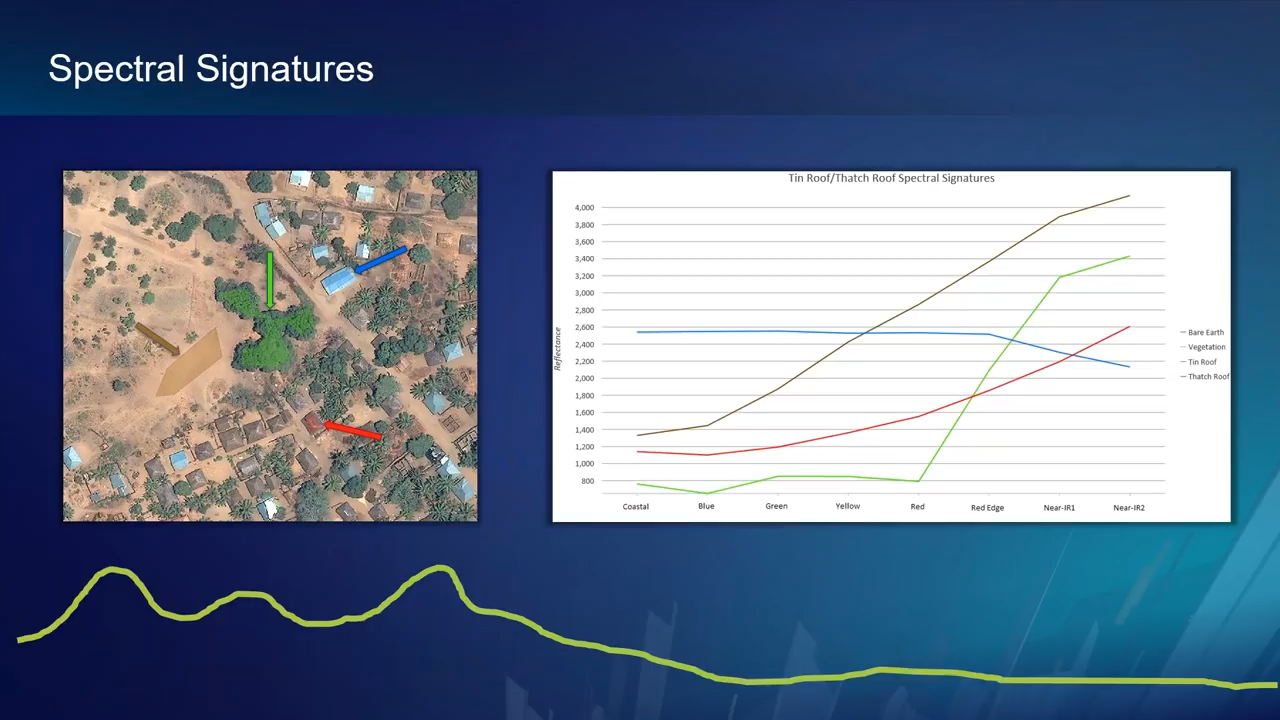 Spectral Signatures
Tin Roof/Thatch Roof Spectral Signatures
4,000
3,800
3,600
3,400
3,200
3,000
2,800
2,600
2,400
2,200
2,000
1,800
1,600
1,400
1,200
1,000
800
Reflectance
Coastal Blue Green Yellow Red Red Edge Near-IR1 Near-IR2
Bare Earth
Vegetation
Tin Roof
Thatch Roof